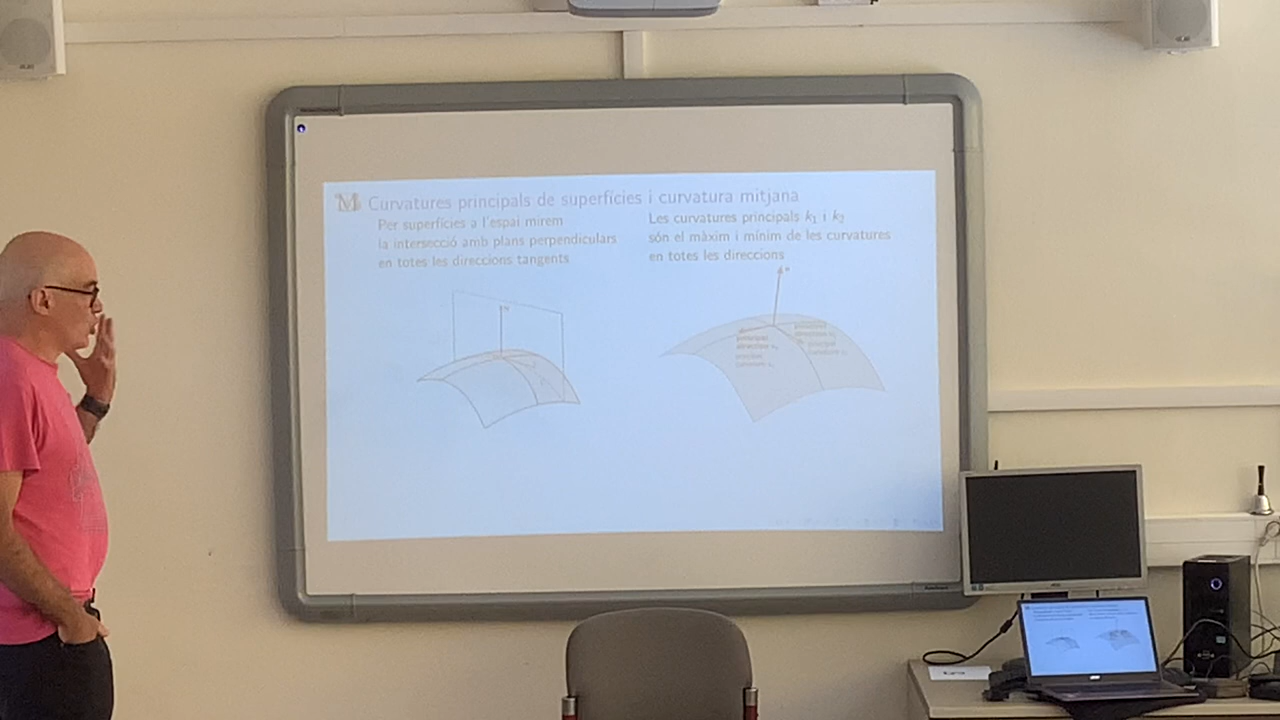 M Curvatures principals de superfícies i curvatura mitjana
Per superfícies a l'espai mirem
la intersecció amb plans perpendiculars
en totes les direccions tangents
Les curvatures principals k₁ i k₂
són el màxim i mínim de les curvatures
en totes les direccions